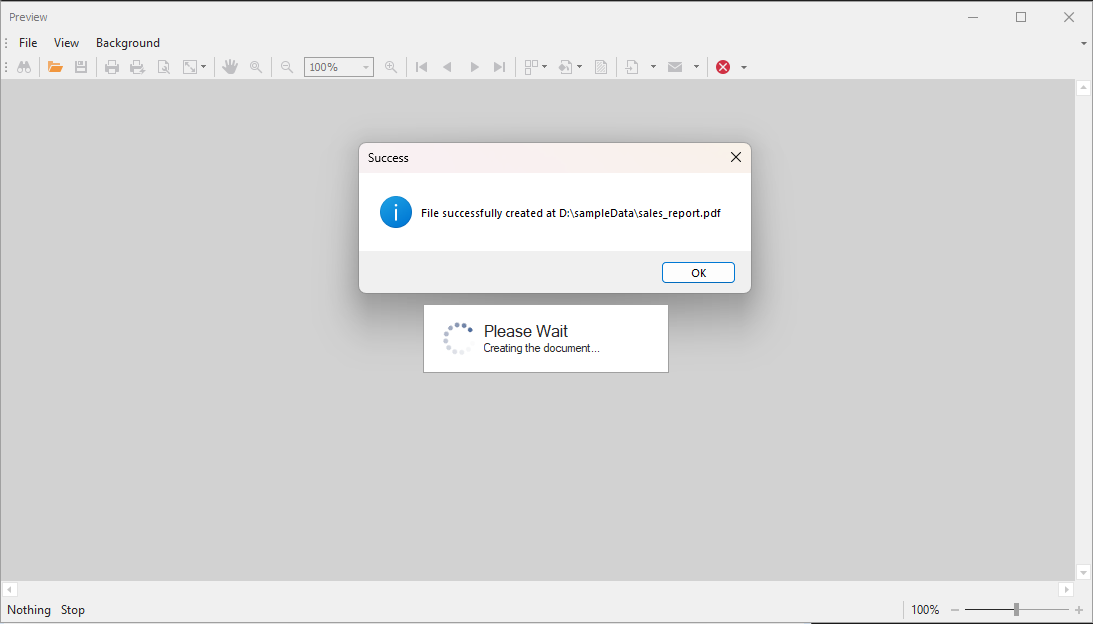 Preview
File View Background
100%
Success
File successfully created at D:\sampleData\sales_report.pdf
OK
Please Wait
Creating the document...
Nothing Stop 100%